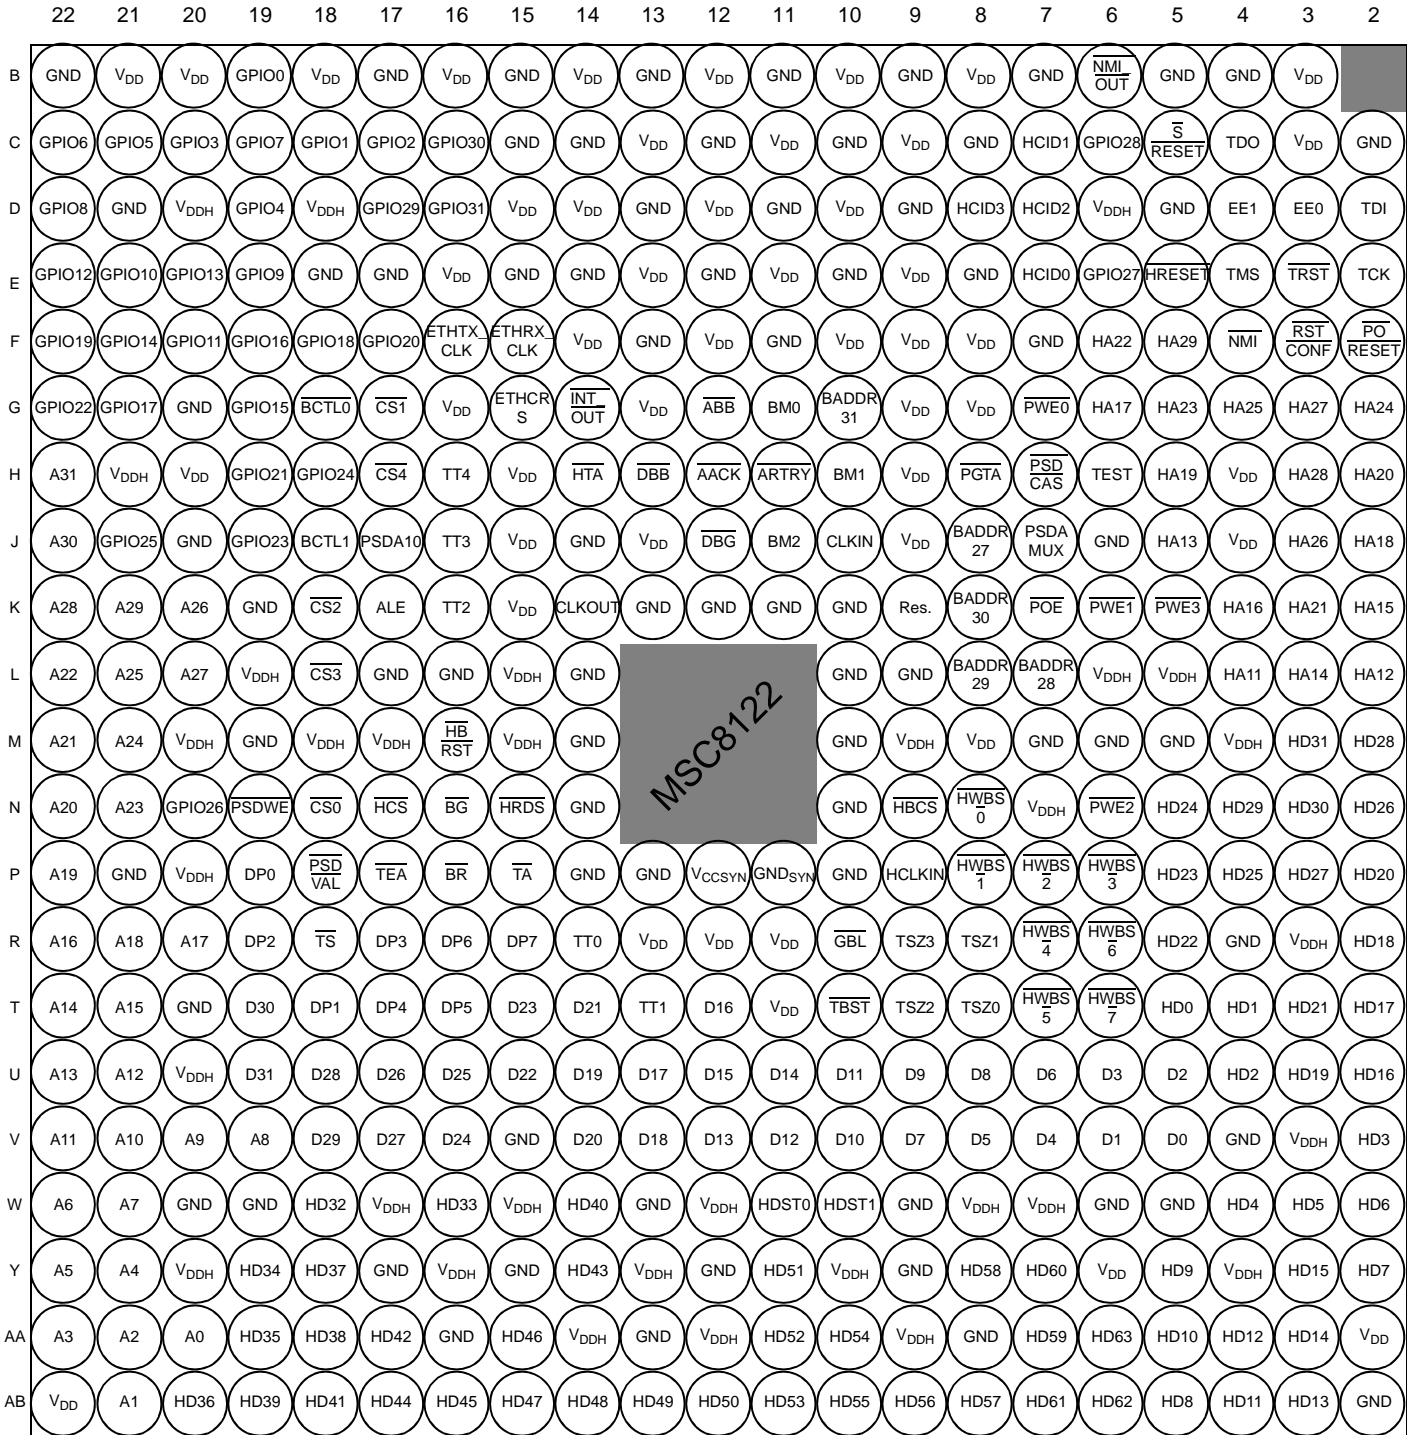 22 21 20 19 18 17 16 15 14 13 12 11 10 9 8 7 6 5 4 3 2
B GND VDD VDD GPIO0 VDD GND VDD GND VDD GND VDD GND VDD GND VDD GND NMI_OUT GND GND VDD
C GPIO6 GPIO5 GPIO3 GPIO7 GPIO1 GPIO2 GPIO30 GND GND VDD GND VDD GND VDD GND HCID1 GPIO28 S RESET TDO VDD GND
D GPIO8 GND VDDH GPIO4 VDDH GPIO29 GPIO31 VDD VDD GND VDD GND VDD GND HCID3 HCID2 VDDH GND EE1 EE0 TDI
E GPIO12 GPIO10 GPIO13 GPIO9 GND GND VDD GND GND VDD GND VDD GND VDD GND HCID0 GPIO27 HRESET TMS TRST TCK
F GPIO19 GPIO14 GPIO11 GPIO16 GPIO18 GPIO20 ETHTX_CLK ETHRX_CLK VDD GND VDD GND VDD VDD VDD GND HA22 HA29 NMI RST CONF PO RESET
G GPIO22 GPIO17 GND GPIO15 BCTL0 CS1 VDD ETHCRS INT_OUT VDD ABB BM0 BADDR31 VDD VDD PWE0 HA17 HA23 HA25 HA27 HA24
H A31 VDDH VDD GPIO21 GPIO24 CS4 TT4 VDD HTA DBB AACK ARTRY BM1 VDD PGTA PSD CAS TEST HA19 VDD HA28 HA20
J A30 GPIO25 GND GPIO23 BCTL1 PSDA10 TT3 VDD GND VDD DBG BM2 CLKIN VDD BADDR27 PSDA MUX GND HA13 VDD HA26 HA18
K A28 A29 A26 GND CS2 ALE TT2 VDD CLKOUT GND GND GND GND Res. BADDR30 POE PWE1 PWE3 HA16 HA21 HA15
L A22 A25 A27 VDDH CS3 GND GND VDDH GND GND GND BADDR29 BADDR28 VDDH VDDH HA11 HA14 HA12
M A21 A24 VDDH GND VDDH VDDH HB RST VDDH GND MSC8122 GND VDDH VDD GND GND GND VDDH HD31 HD28
N A20 A23 GPIO26 PSDWE CS0 HCS BG HRDS GND GND HBCS HWBS0 VDDH PWE2 HD24 HD29 HD30 HD26
P A19 GND VDDH DP0 PSD VAL TEA BR TA GND GND VCCSYN GNDSYN GND HCLKIN HWBS1 HWBS2 HWBS3 HD23 HD25 HD27 HD20
R A16 A18 A17 DP2 TS DP3 DP6 DP7 TT0 VDD VDD VDD GBL TSZ3 TSZ1 HWBS4 HWBS6 HD22 GND VDDH HD18
T A14 A15 GND D30 DP1 DP4 DP5 D23 D21 TT1 D16 VDD TBST TSZ2 TSZ0 HWBS5 HWBS7 HD0 HD1 HD21 HD17
U A13 A12 VDDH D31 D28 D26 D25 D22 D19 D17 D15 D14 D11 D9 D8 D6 D3 D2 HD2 HD19 HD16
V A11 A10 A9 A8 D29 D27 D24 GND D20 D18 D13 D12 D10 D7 D5 D4 D1 D0 GND VDDH HD3
W A6 A7 GND GND HD32 VDDH HD33 VDDH HD40 GND VDDH HDST0 HDST1 GND VDDH VDDH GND GND HD4 HD5 HD6
Y A5 A4 VDDH HD34 HD37 GND VDDH GND HD43 VDDH GND HD51 VDDH GND HD58 HD60 VDD HD9 VDDH HD15 HD7
AA A3 A2 A0 HD35 HD38 HD42 GND HD46 VDDH GND VDDH HD52 HD54 VDDH GND HD59 HD63 HD10 HD12 HD14 VDD
AB VDD A1 HD36 HD39 HD41 HD44 HD45 HD47 HD48 HD49 HD50 HD53 HD55 HD56 HD57 HD61 HD62 HD8 HD11 HD13 GND